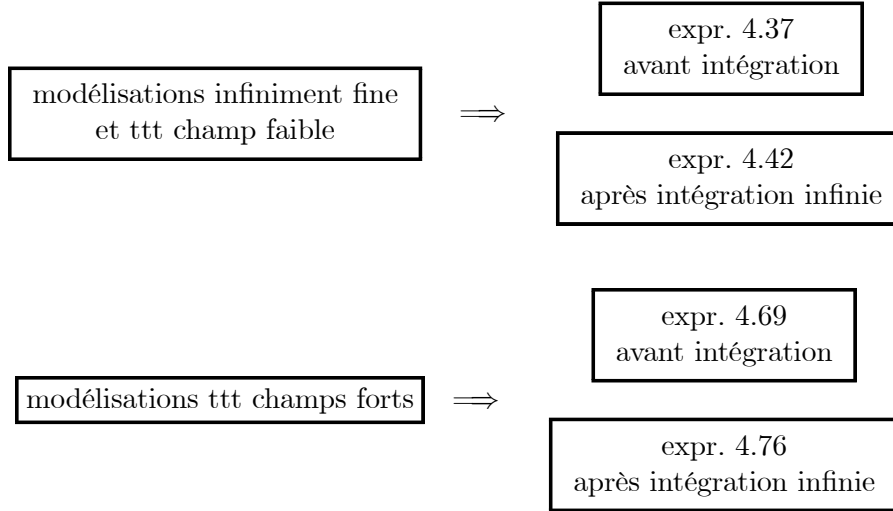 expr. 4.37
avant intégration
modélisations infiniment fine
et ttt champ faible
⟹
expr. 4.42
après intégration infinie
expr. 4.69
avant intégration
modélisations ttt champs forts
⟹
expr. 4.76
après intégration infinie